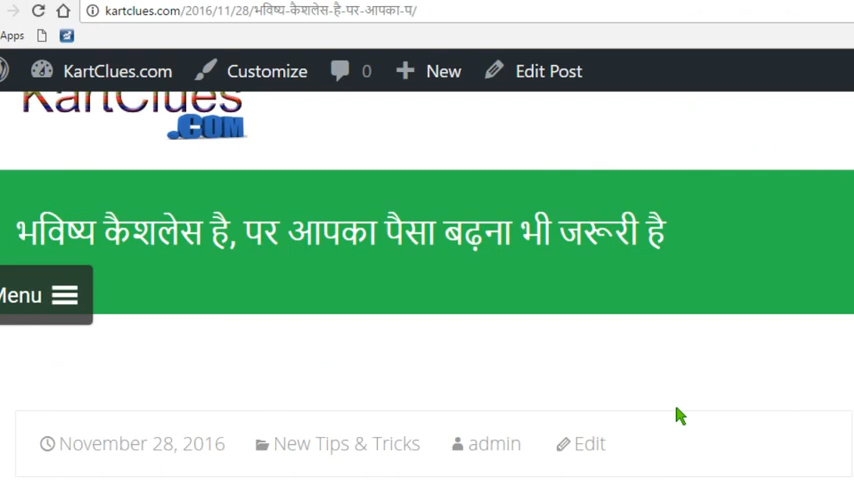 kartclues.com/2016/11/28/भविष्य-कैशलेस-है-पर-आपका-प/
Apps
KartClues.com Customize 0 New Edit Post
KartClues
.COM
भविष्य कैशलेस है, पर आपका पैसा बढ़ना भी जरूरी है
Menu
November 28, 2016 New Tips & Tricks admin Edit